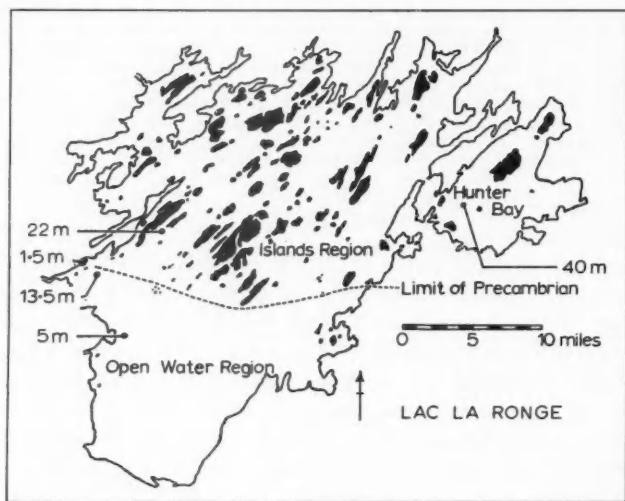 Hunter
Bay
22 m
Islands Region
1·5 m
40 m
13·5 m
Limit of Precambrian
5 m
0 5 10 miles
Open Water Region
LAC LA RONGE